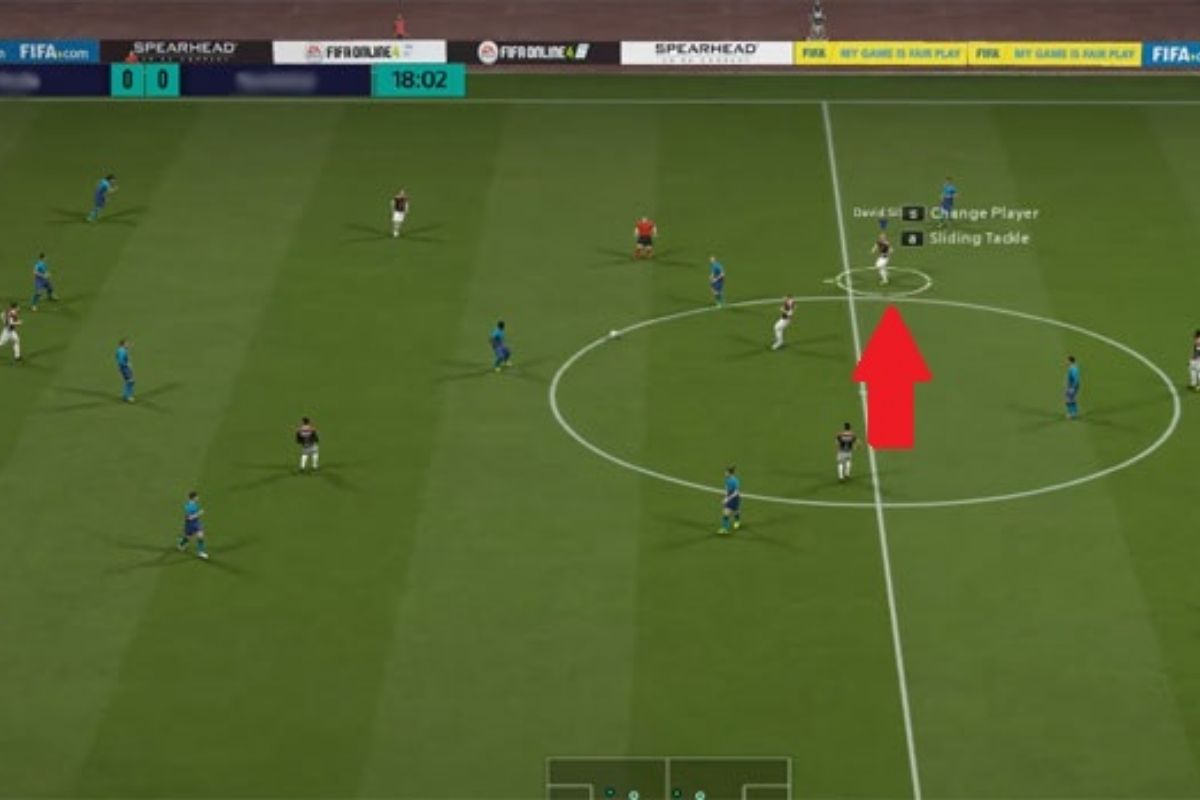 FIFA.com
SPEARHEAD
FIFA ONLINE 4
FIFA ONLINE 4
SPEARHEAD
FIFA
MY GAME IS FAIR PLAY
FIFA
MY GAME IS FAIR PLAY
FIFA
0 0
18:02
David
S Change Player
Sliding Tackle